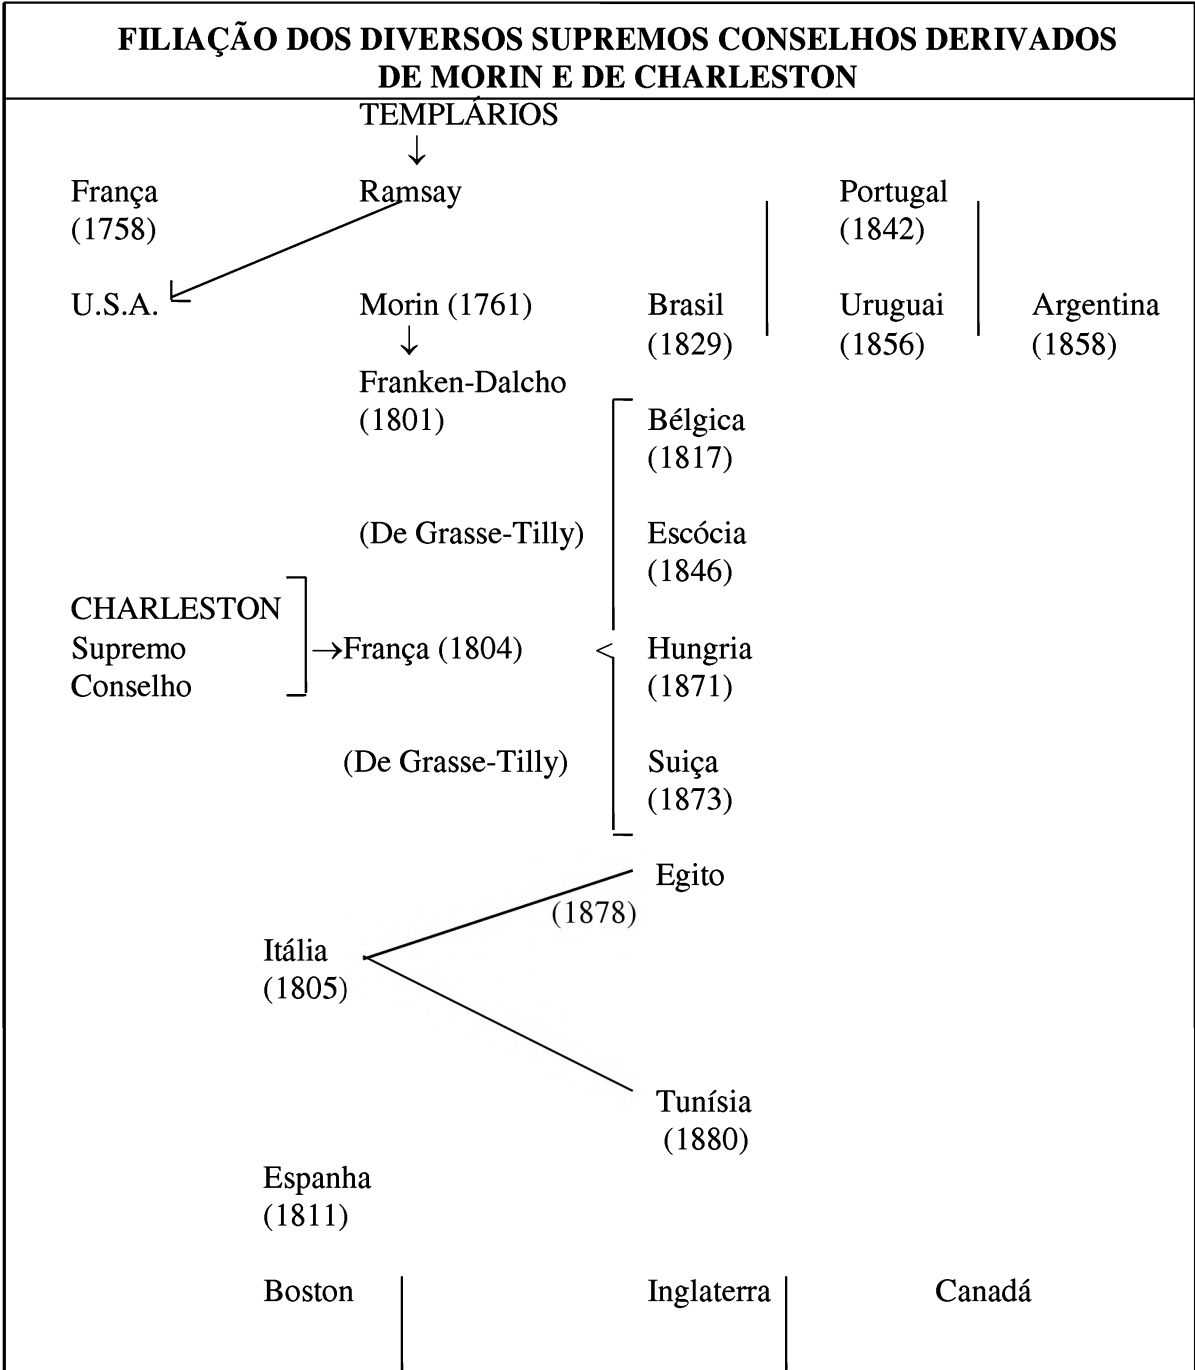 FILIAÇÃO DOS DIVERSOS SUPREMOS CONSELHOS DERIVADOS
DE MORIN E DE CHARLESTON
TEMPLÁRIOS
↓
França Ramsay Portugal
(1758) (1842)
U.S.A. Morin (1761) Brasil Uruguai Argentina
↓ (1829) (1856) (1858)
Franken-Dalcho
(1801) Bélgica
(1817)
(De Grasse-Tilly) Escócia
(1846)
CHARLESTON
Supremo →França (1804) < Hungria
Conselho (1871)
(De Grasse-Tilly) Suiça
(1873)
Egito
(1878)
Itália
(1805)
Tunísia
(1880)
Espanha
(1811)
Boston Inglaterra Canadá